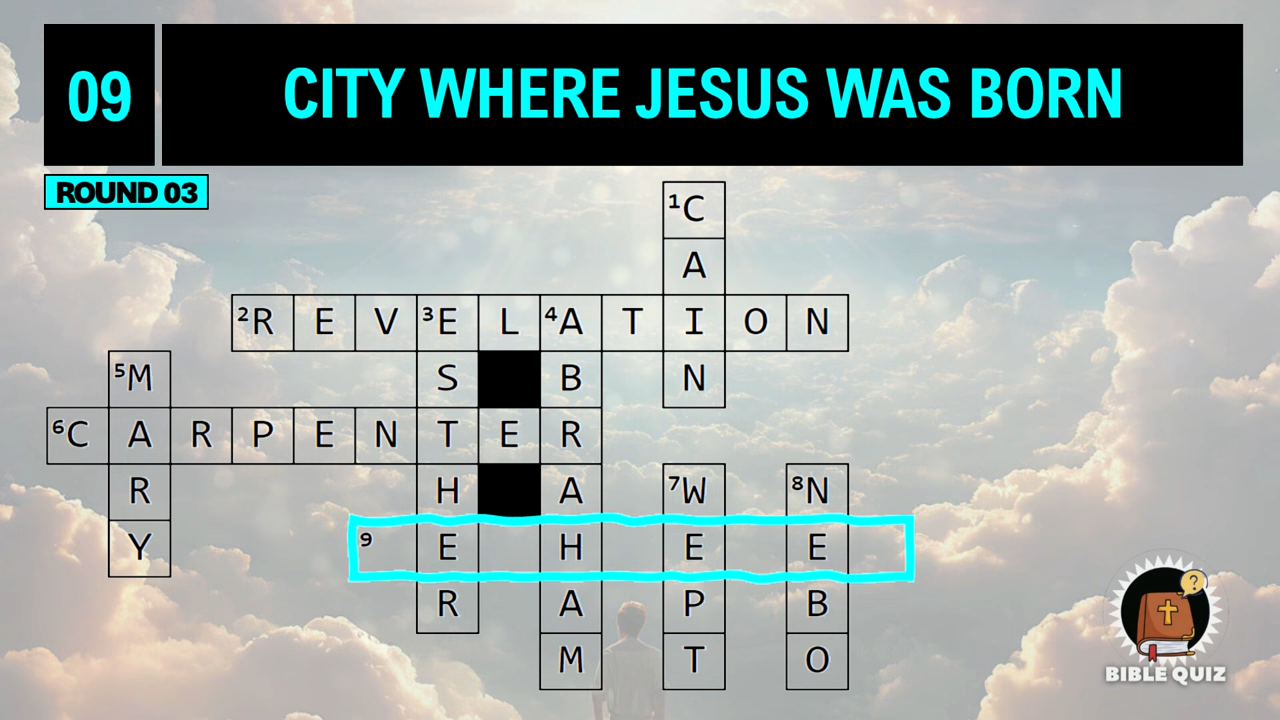 09 CITY WHERE JESUS WAS BORN
ROUND 03
1C
A
2R E V 3E L 4A T I O N
5M S B N
6C A R P E N T E R
R H A 7W 8N
Y 9 E H E E
R A P B
M T O
?
BIBLE QUIZ